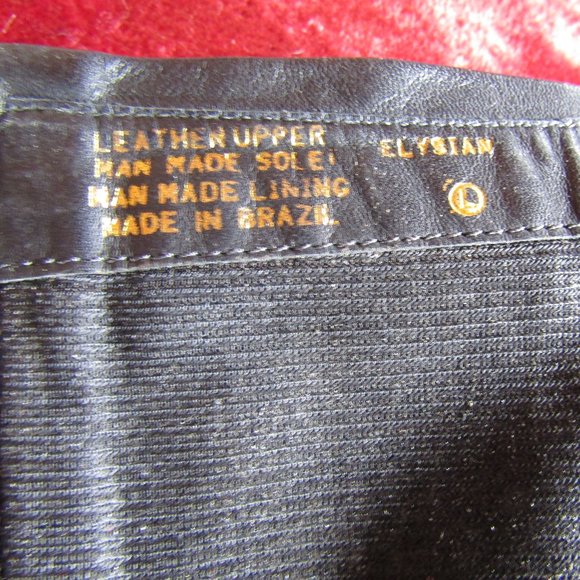 LEATHER UPPER
MAN MADE SOLE
MAN MADE LINING
MADE IN BRAZIL
ELYSIAN